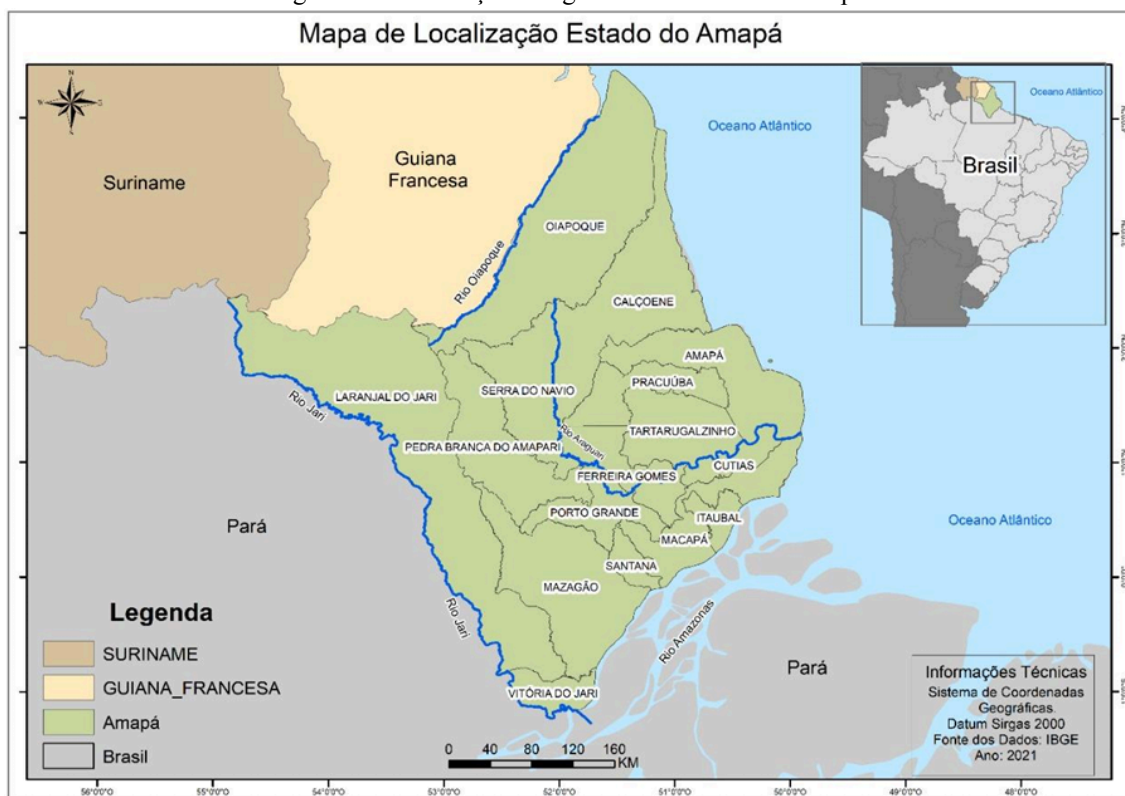 Mapa de Localização Estado do Amapá
N
Oceano Atlântico
Oceano Atlântico
Brasil
Suriname
Guiana
Francesa
OIAPOQUE
Rio Oiapoque
CALÇOENE
AMAPÁ
PRACUÚBA
SERRA DO NAVIO
LARANJAL DO JARI
Rio Jari
TARTARUGALZINHO
Rio Araguari
PEDRA BRANCA DO AMAPARI
CUTIAS
FERREIRA GOMES
PORTO GRANDE
ITAUBAL
Oceano Atlântico
Pará
MACAPÁ
SANTANA
MAZAGÃO
Rio Jari
Rio Amazonas
Pará
VITÓRIA DO JARI
Legenda
SURINAME
GUIANA_FRANCESA
Amapá
Brasil
0 40 80 120 160
KM
Informações Técnicas
Sistema de Coordenadas
Geográficas.
Datum Sirgas 2000
Fonte dos Dados: IBGE
Ano: 2021
56°0'0"O 55°0'0"O 54°0'0"O 53°0'0"O 52°0'0"O 51°0'0"O 50°0'0"O 49°0'0"O 48°0'0"O